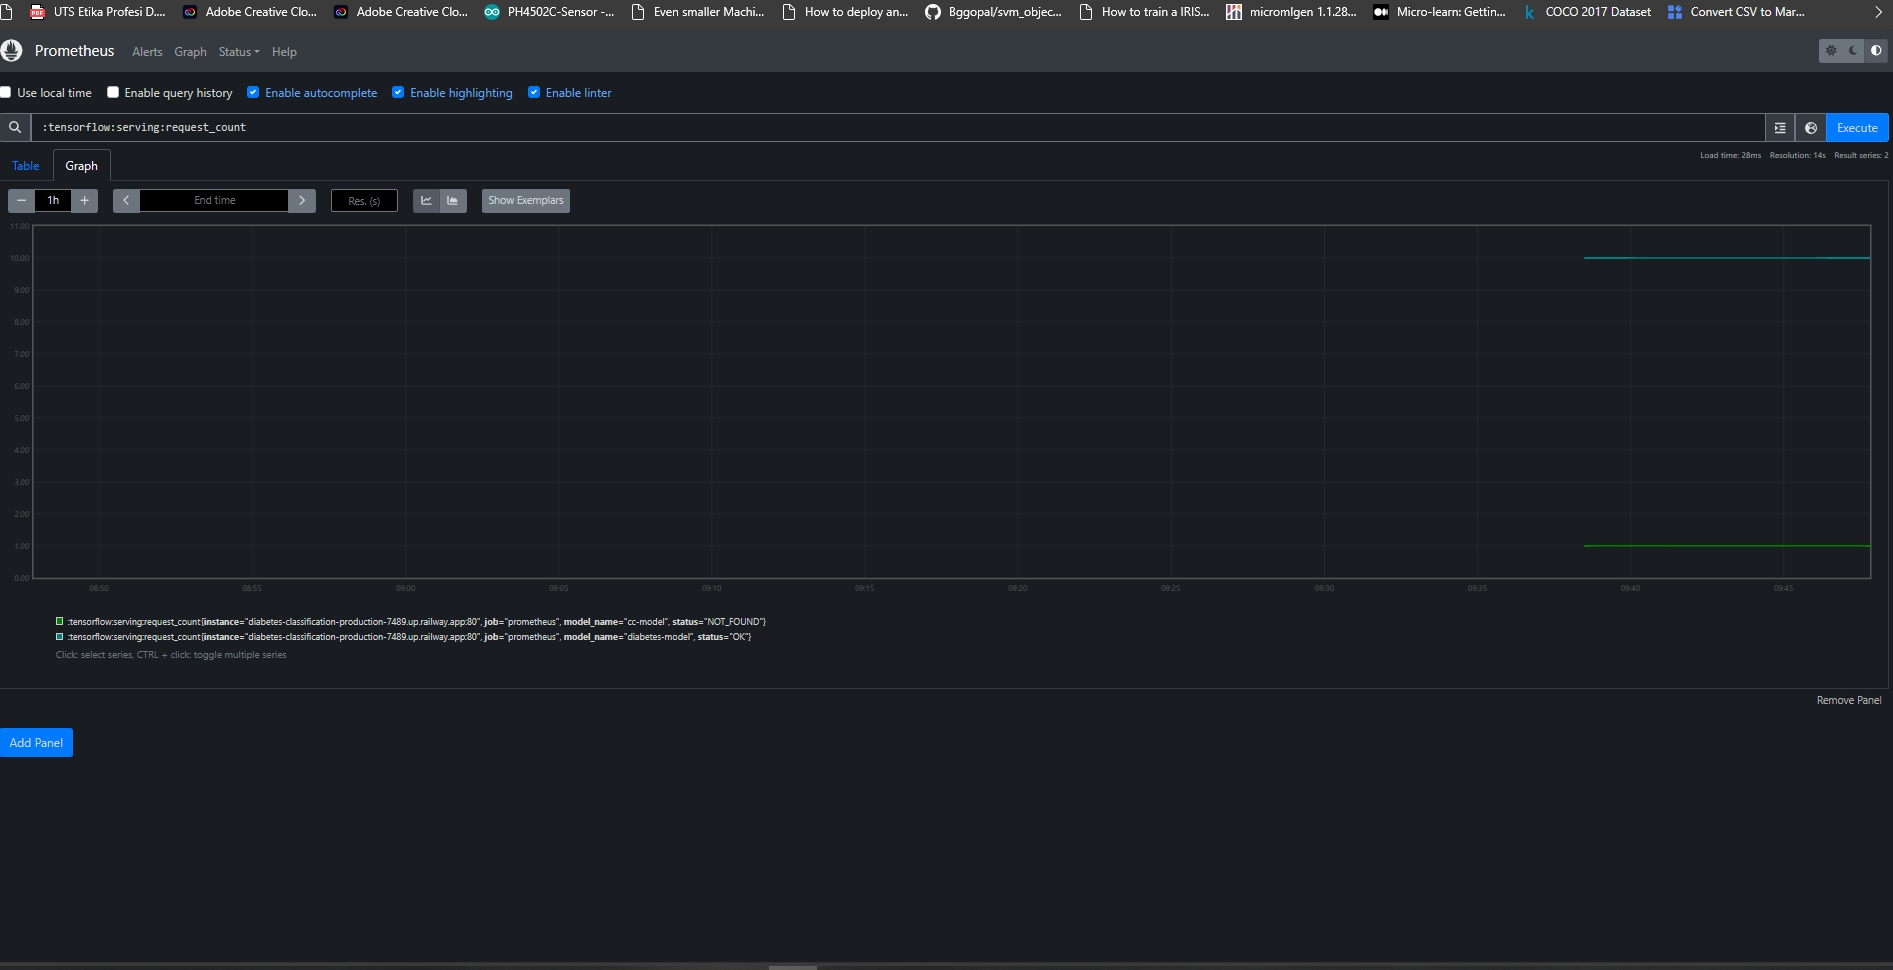 UTS Etika Profesi D.... Adobe Creative Clo... Adobe Creative Clo... PH4502C-Sensor -... Even smaller Machi... How to deploy an... Bggopal/svm_objec... How to train a IRIS... micromlgen 1.1.28... Micro-learn: Gettin... COCO 2017 Dataset Convert CSV to Mar...
Prometheus Alerts Graph Status Help
Use local time Enable query history Enable autocomplete Enable highlighting Enable linter
:tensorflow:serving:request_count Execute
Table Graph Load time: 28ms Resolution: 14s Result series: 2
− 1h + End time Res. (s) Show Exemplars
11.00
10.00
9.00
8.00
7.00
6.00
5.00
4.00
3.00
2.00
1.00
0.00
08:50 08:55 09:00 09:05 09:10 09:15 09:20 09:25 09:30 09:35 09:40 09:45
:tensorflow:serving:request_count{instance="diabetes-classification-production-7489.up.railway.app:80", job="prometheus", model_name="cc-model", status="NOT_FOUND"}
:tensorflow:serving:request_count{instance="diabetes-classification-production-7489.up.railway.app:80", job="prometheus", model_name="diabetes-model", status="OK"}
Click: select series, CTRL + click: toggle multiple series
Remove Panel
Add Panel